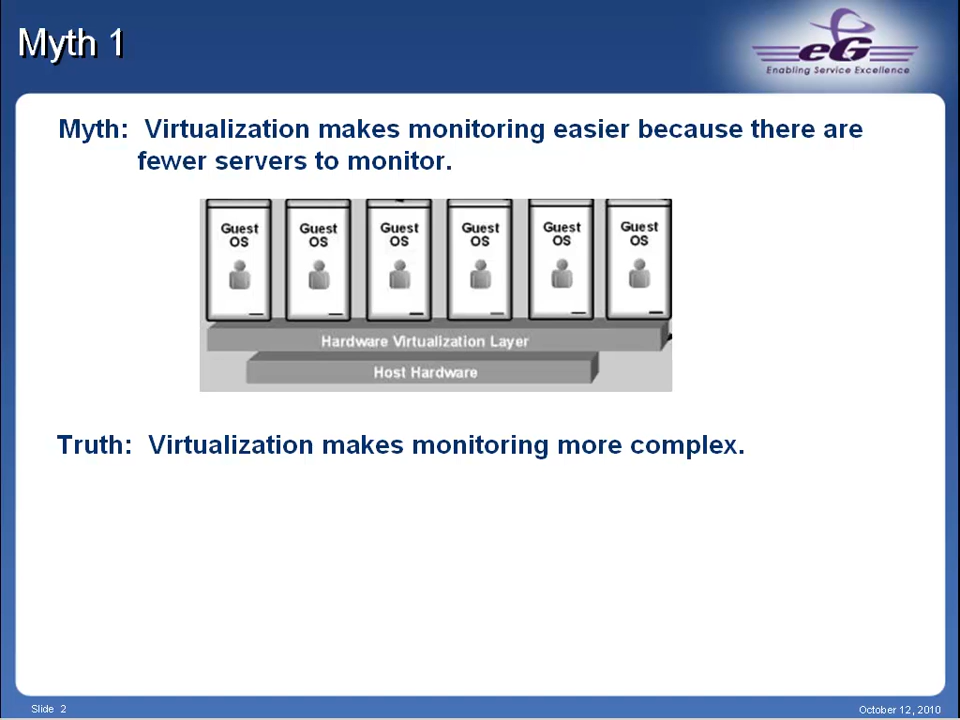 Myth 1
eG
Enabling Service Excellence
Myth: Virtualization makes monitoring easier because there are
fewer servers to monitor.
Guest Guest Guest Guest Guest Guest
OS OS OS OS OS OS
Hardware Virtualization Layer
Host Hardware
Truth: Virtualization makes monitoring more complex.
Slide 2
October 12, 2010